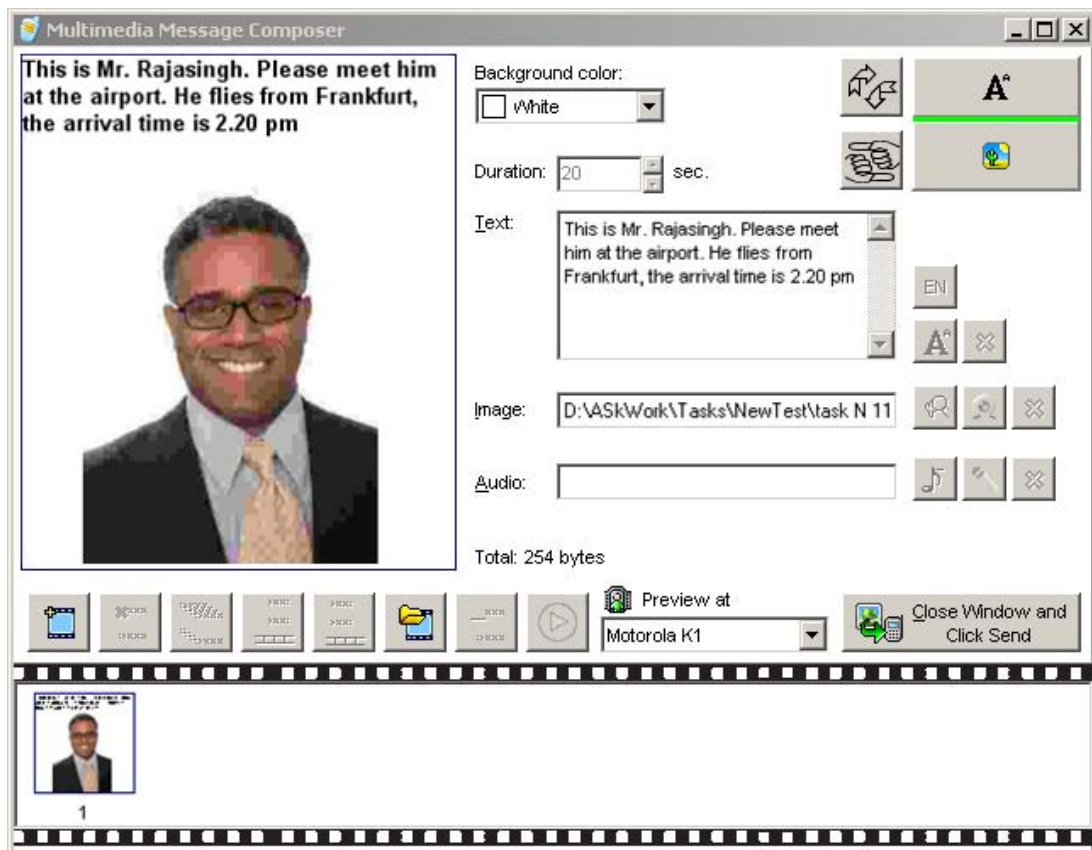 Multimedia Message Composer
This is Mr. Rajasingh. Please meet him
at the airport. He flies from Frankfurt,
the arrival time is 2.20 pm
Background color:
White
Duration: 20 sec.
Text:
This is Mr. Rajasingh. Please meet
him at the airport. He flies from
Frankfurt, the arrival time is 2.20 pm
EN
Image: D:\ASkWork\Tasks\NewTest\task N 11
Audio:
Total: 254 bytes
Preview at
Motorola K1
Close Window and
Click Send
1